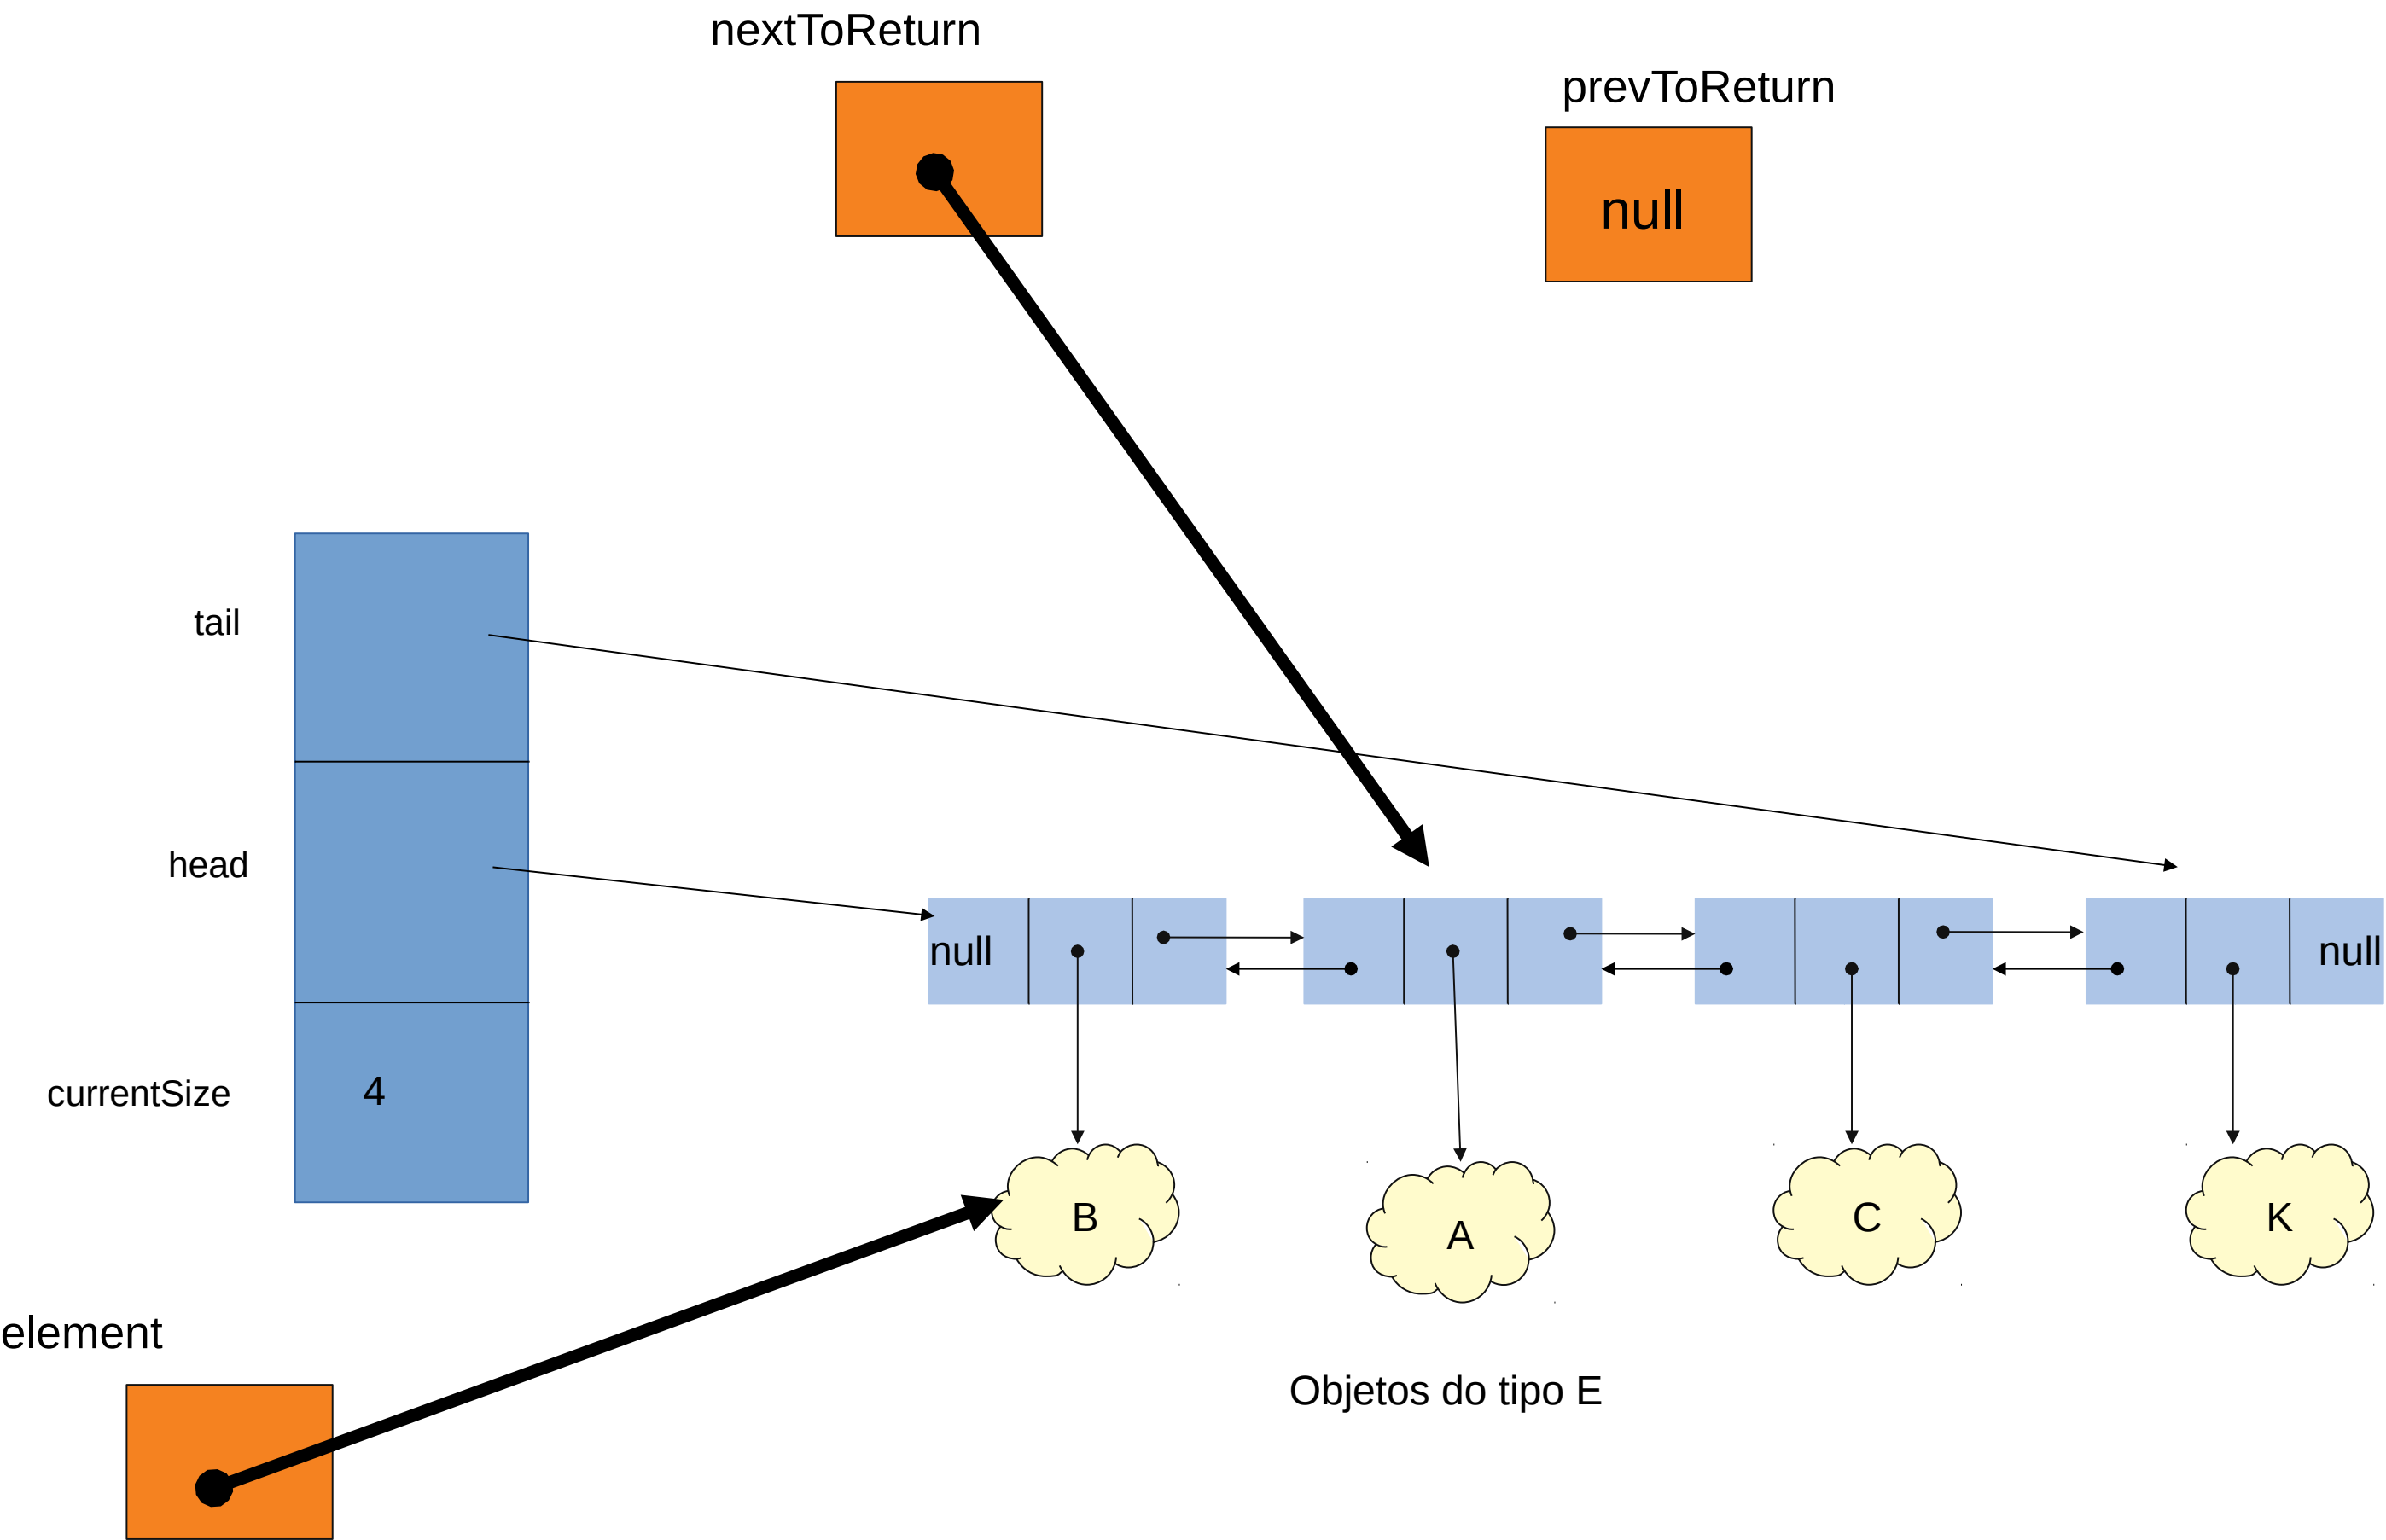 nextToReturn
prevToReturn
null
tail
head
null
null
currentSize
4
B
A
C
K
element
Objetos do tipo E